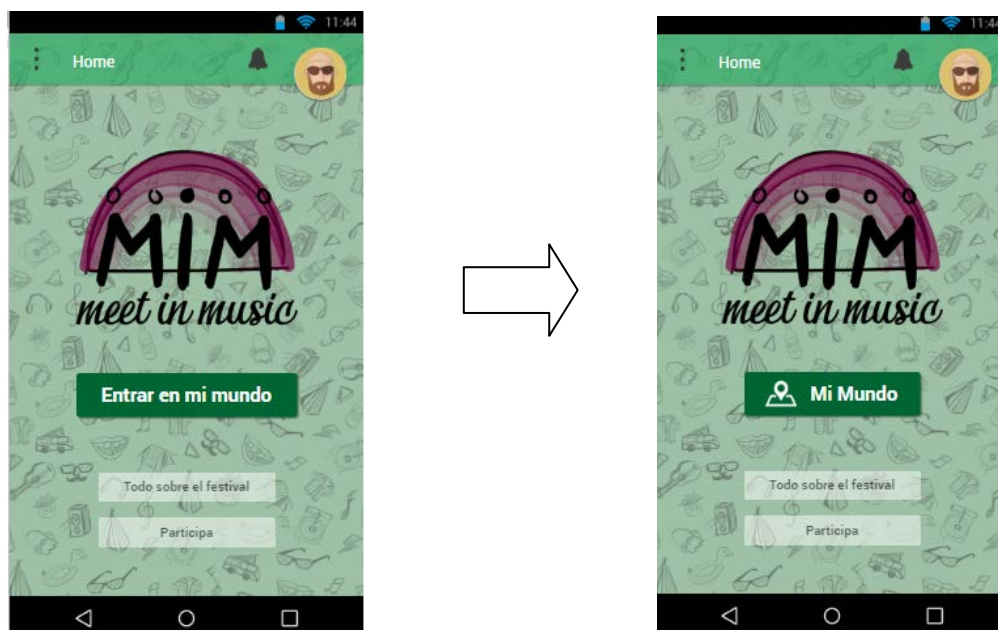 11:44
Home
MIM
meet in music
Entrar en mi mundo
Todo sobre el festival
Participa
11:44
Home
MIM
meet in music
Mi Mundo
Todo sobre el festival
Participa